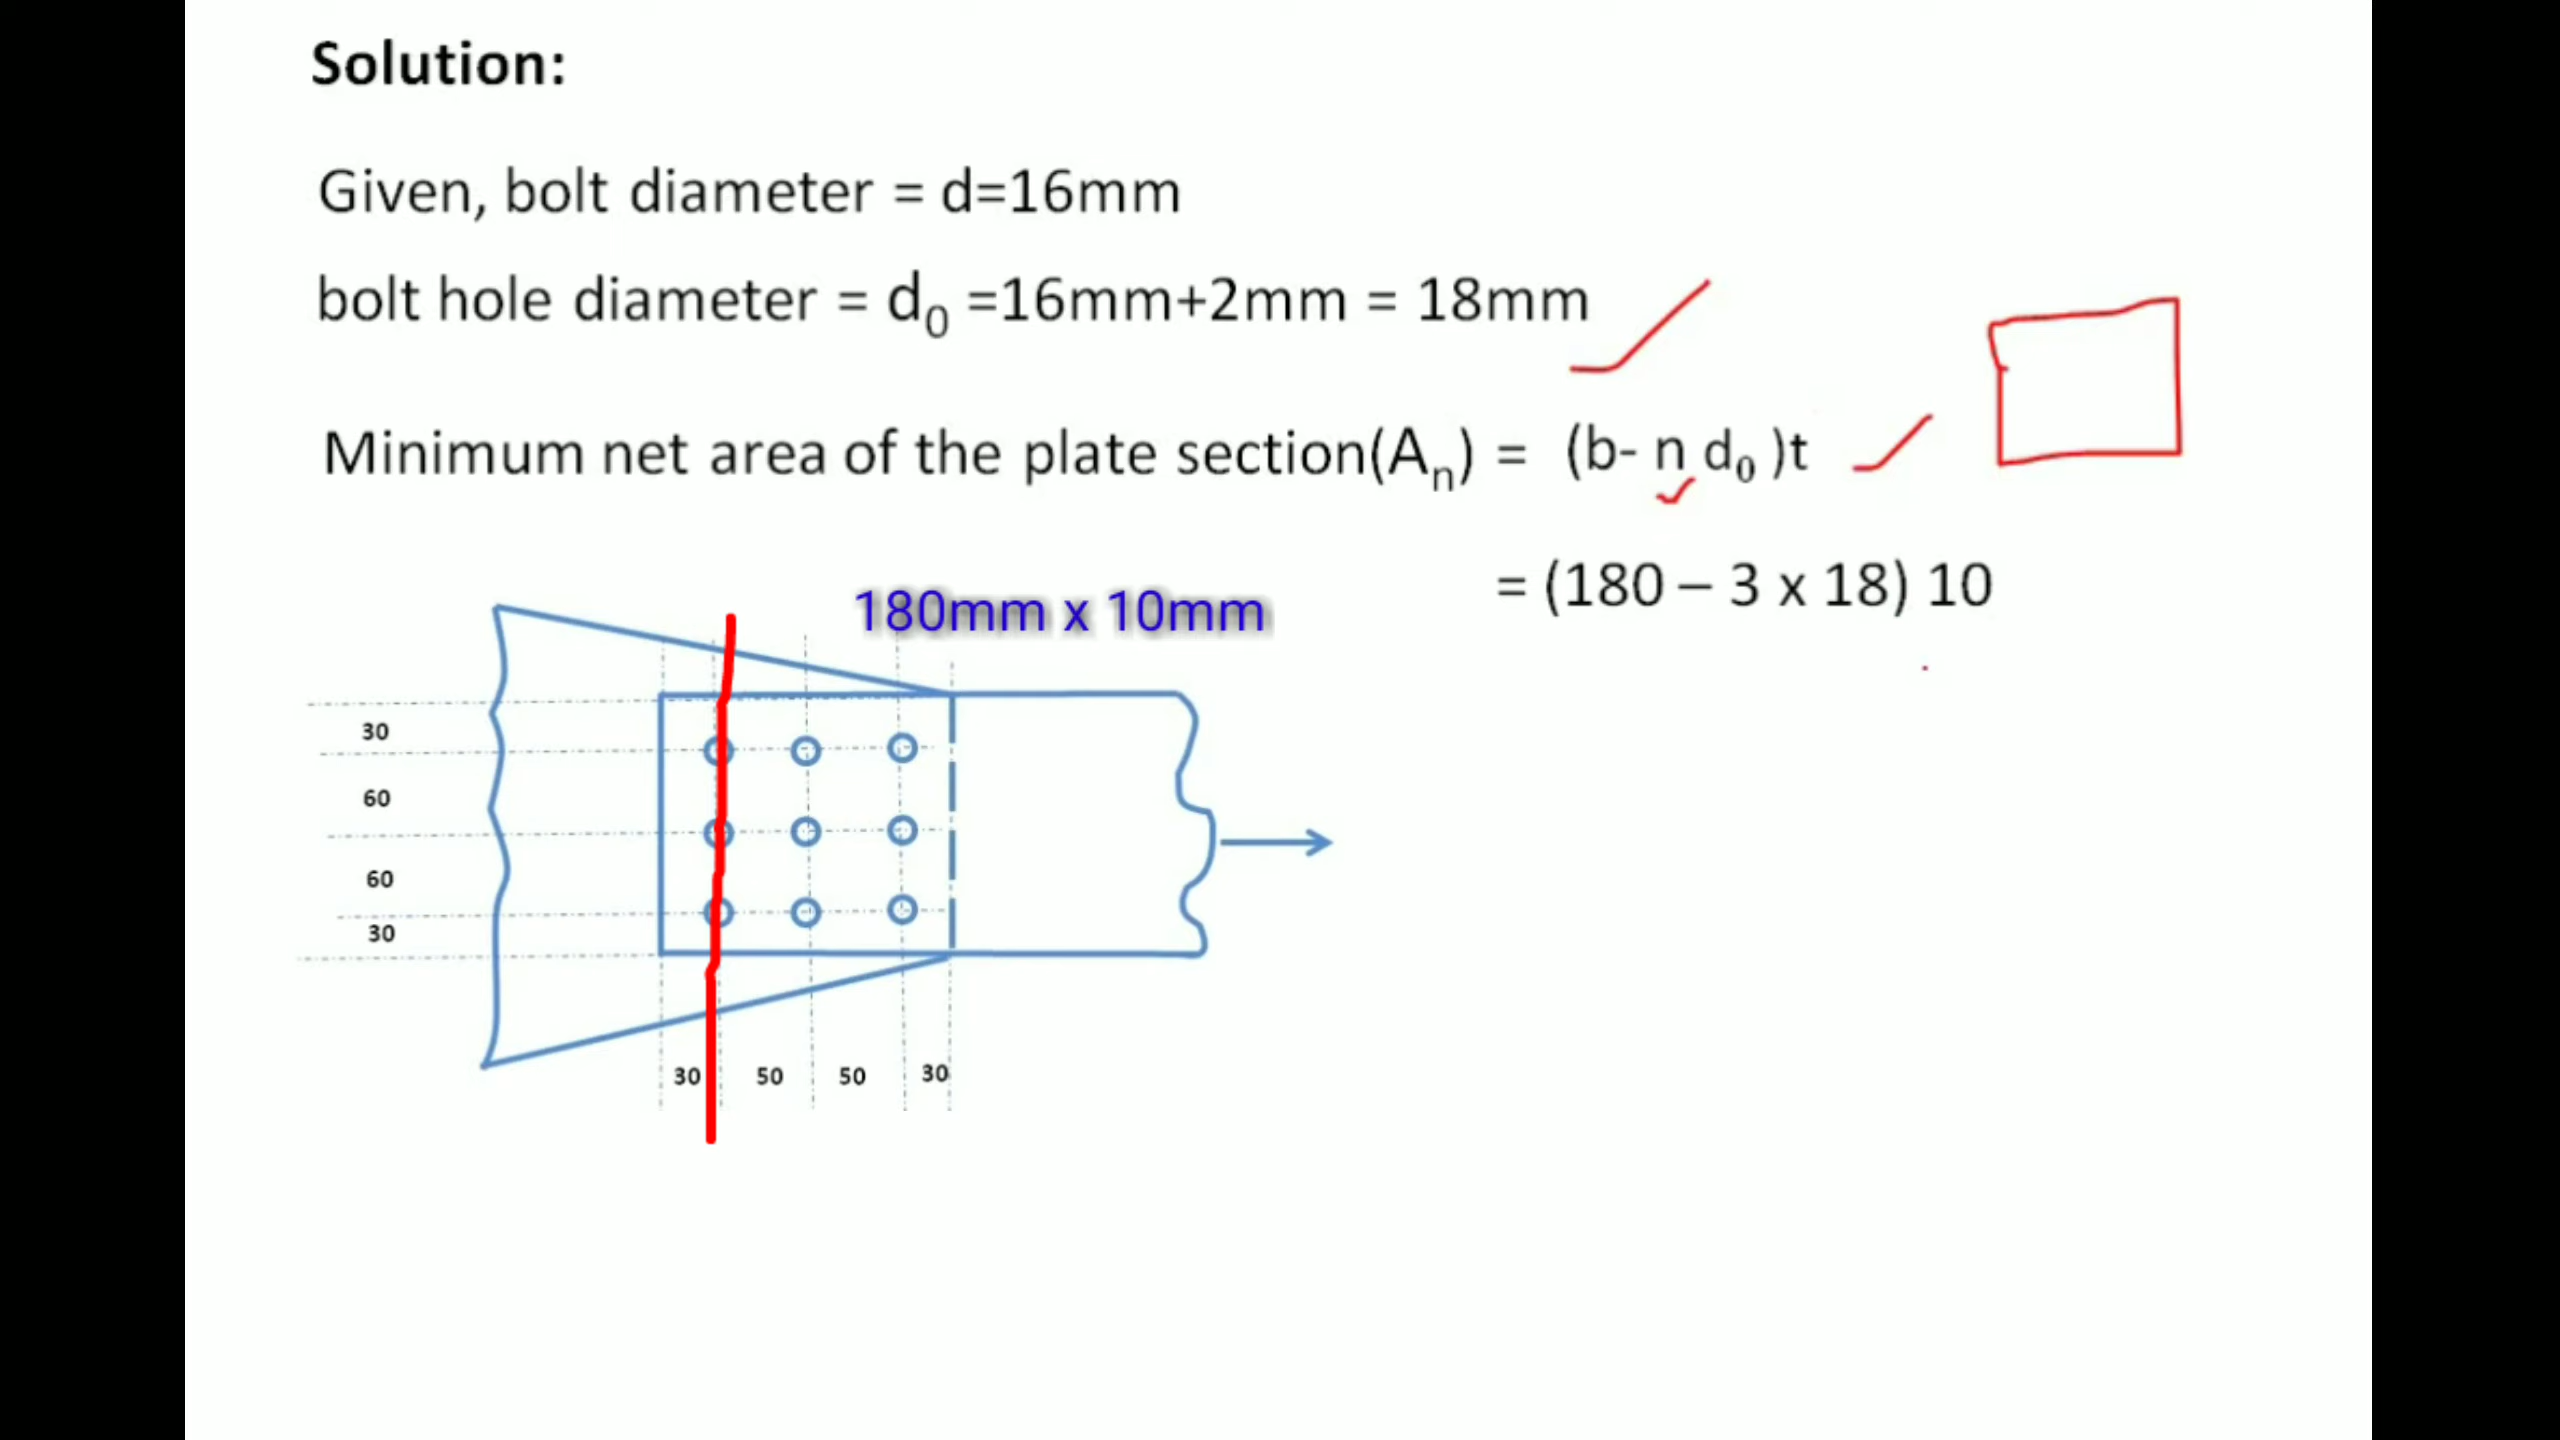 Solution:
Given, bolt diameter = d=16mm
bolt hole diameter = d₀ =16mm+2mm = 18mm
Minimum net area of the plate section(Aₙ) = (b- n d₀ )t
= (180 – 3 x 18) 10
180mm x 10mm
30
60
60
30
30 50 50 30